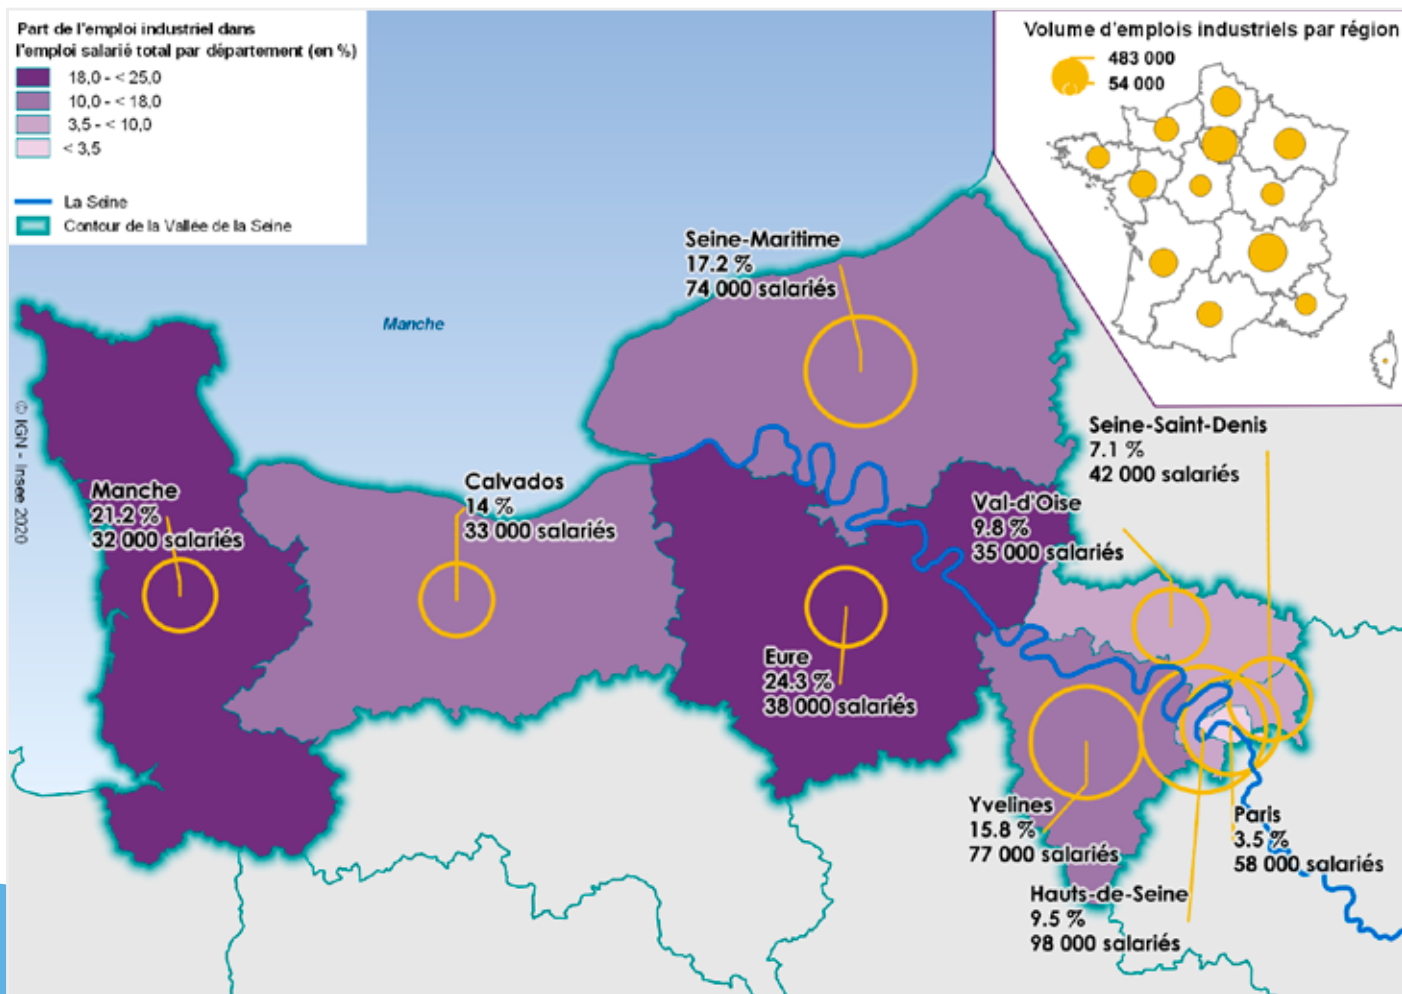 Part de l'emploi industriel dans
l'emploi salarié total par département (en %)
18,0 - < 25,0
10,0 - < 18,0
3,5 - < 10,0
< 3,5
La Seine
Contour de la Vallée de la Seine
Volume d'emplois industriels par région
483 000
54 000
Manche
© IGN - Insee 2020
Seine-Maritime
17.2 %
74 000 salariés
Seine-Saint-Denis
7.1 %
42 000 salariés
Manche
21.2 %
32 000 salariés
Calvados
14 %
33 000 salariés
Val-d'Oise
9.8 %
35 000 salariés
Eure
24.3 %
38 000 salariés
Yvelines
15.8 %
77 000 salariés
Paris
3.5 %
58 000 salariés
Hauts-de-Seine
9.5 %
98 000 salariés